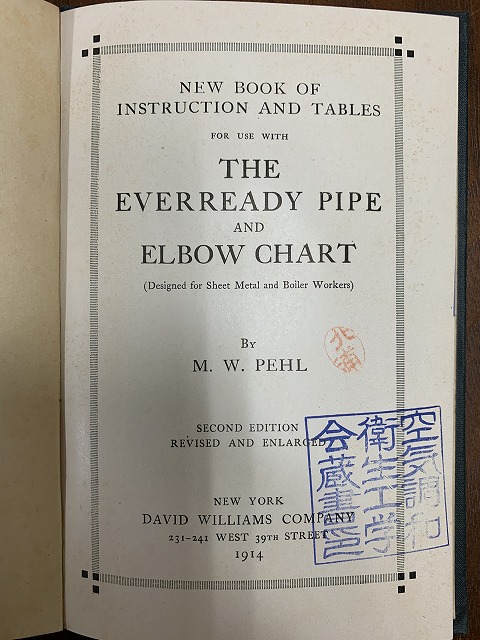 NEW BOOK OF
INSTRUCTION AND TABLES
FOR USE WITH
THE
EVERREADY PIPE
AND
ELBOW CHART
(Designed for Sheet Metal and Boiler Workers)
BY
M. W. PEHL
SECOND EDITION
REVISED AND ENLARGED
NEW YORK
DAVID WILLIAMS COMPANY
231-241 WEST 39TH STREET
1914
空気調和
衛生工学
会蔵書印